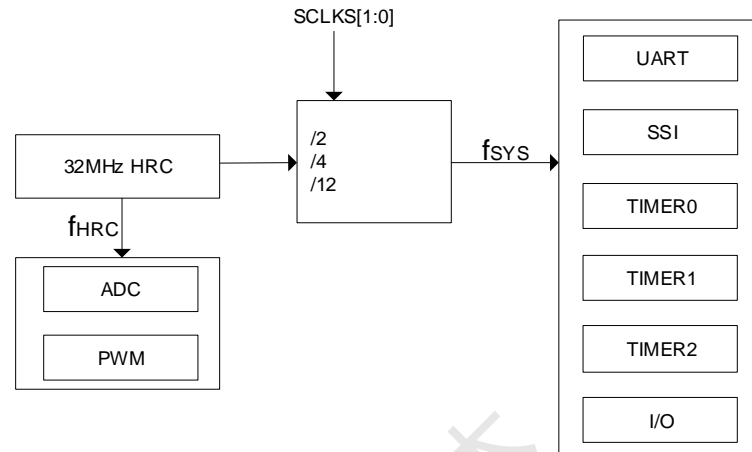 SCLKS[1:0]
UART
/2
/4
/12
SSI
32MHz HRC
fSYS
TIMER0
fHRC
ADC
TIMER1
PWM
TIMER2
I/O